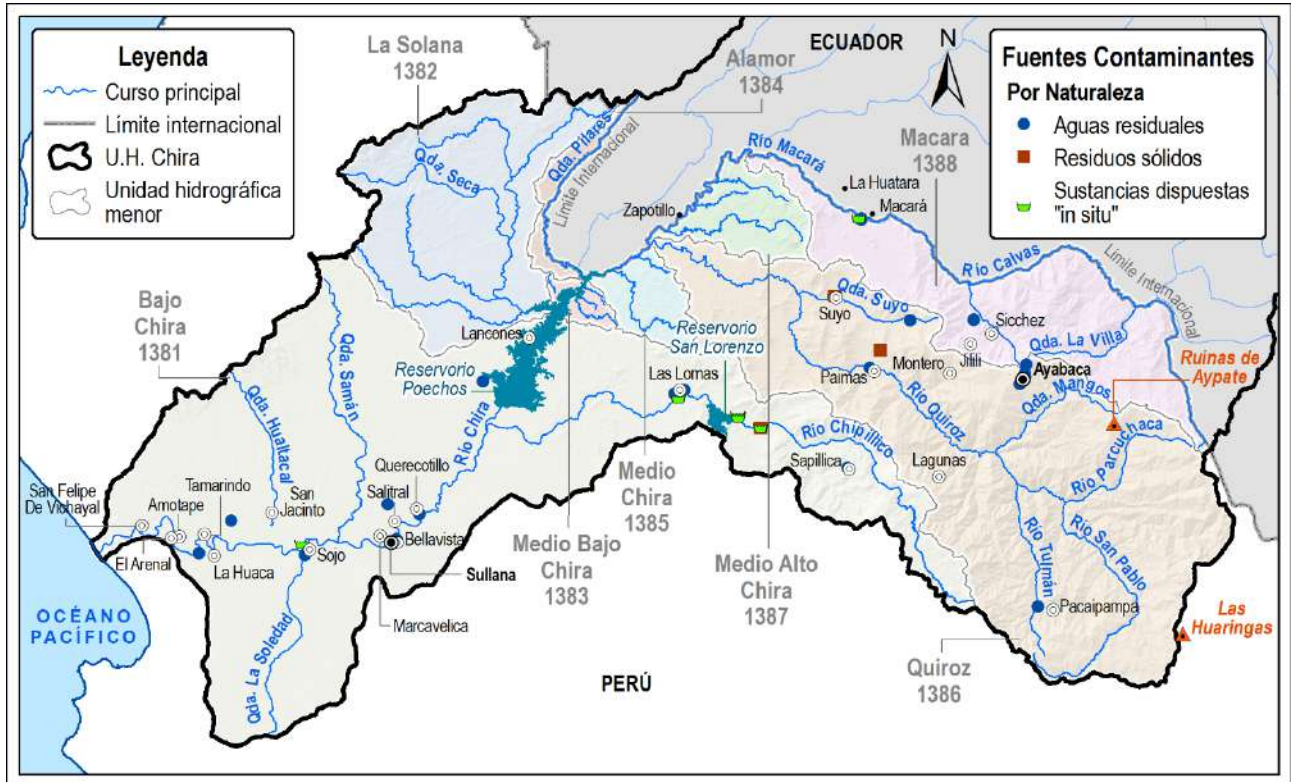 Leyenda
Curso principal
Límite internacional
U.H. Chira
Unidad hidrográfica
menor
La Solana
1382
ECUADOR
N
Alamor
1384
Fuentes Contaminantes
Por Naturaleza
Aguas residuales
Residuos sólidos
Sustancias dispuestas
"in situ"
Macara
1388
Qda. Pilares
Límite Internacional
Qda. Seca
Río Macará
La Huatara
Macará
Zapotillo
Río Calvas
Límite Internacional
Bajo
Chira
1381
Qda. Suyo
Suyo
Sicchez
Jilili
Qda. La Villa
Lancones
Reservorio
San Lorenzo
Reservorio
Poechos
Qda. Samán
Qda. Hualtacal
Las Lomas
Montero
Paimas
Ayabaca
Qda. Mangos
Ruinas de
Aypate
Río Quiroz
Río Chira
Río Chipillico
Río Parcuchaca
Querecotillo
Salitral
Sapillica
Lagunas
Tamarindo
San
Jacinto
San Felipe
De Vichayal
Amotape
Medio
Chira
1385
El Arenal
La Huaca
Sojo
Bellavista
Sullana
Marcavelica
Medio Bajo
Chira
1383
Medio Alto
Chira
1387
Río Tulmán
Río San Pablo
Pacaipampa
Las
Huaringas
OCÉANO
PACÍFICO
Qda. La Soledad
PERÚ
Quiroz
1386